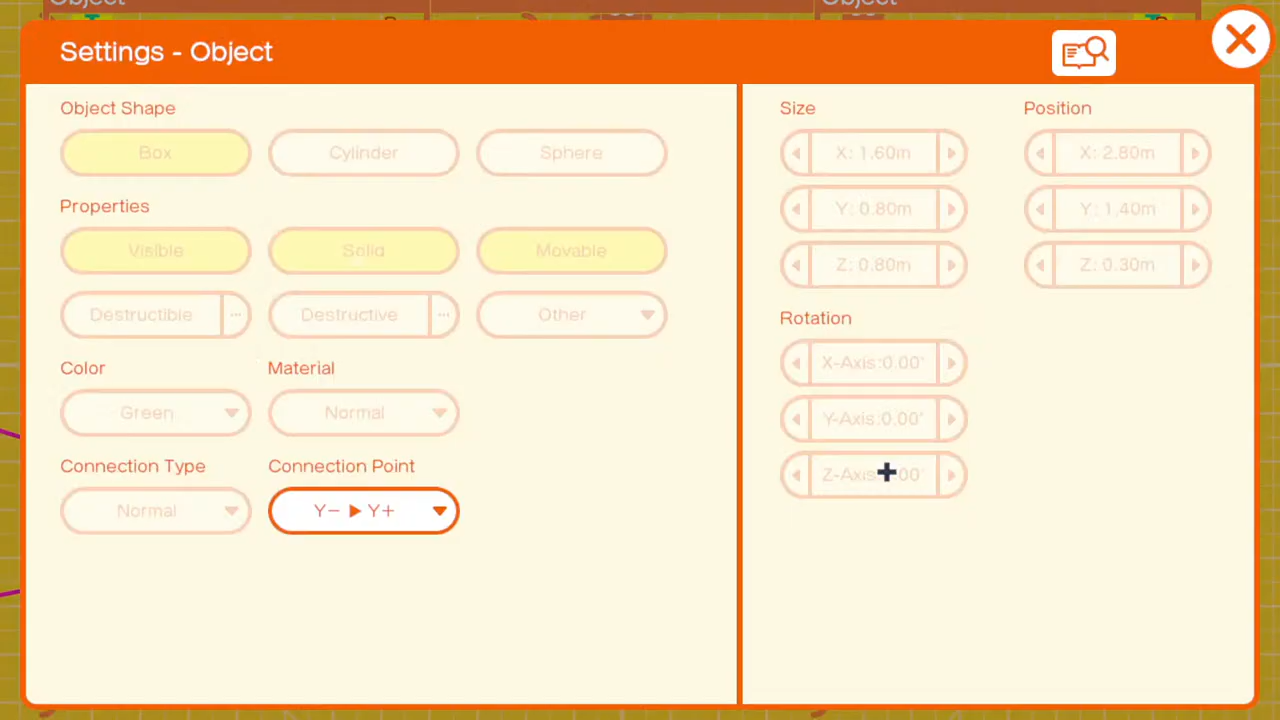 Settings - Object
Object Shape
Box
Cylinder
Sphere
Properties
Visible
Solid
Movable
Destructible
Destructive
Other
Color
Material
Green
Normal
Connection Type
Connection Point
Normal
Y− ▶ Y+
Size
Position
X: 1.60m
X: 2.80m
Y: 0.80m
Y: 1.40m
Z: 0.80m
Z: 0.30m
Rotation
X-Axis:0.00°
Y-Axis:0.00°